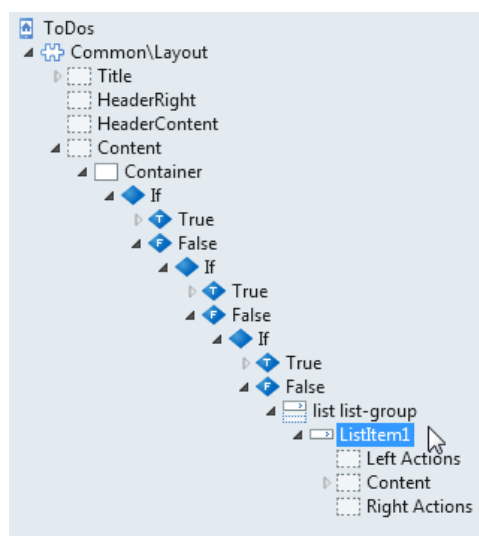 ToDos
Common\Layout
Title
HeaderRight
HeaderContent
Content
Container
If
T True
F False
If
T True
F False
If
T True
F False
list list-group
ListItem1
Left Actions
Content
Right Actions